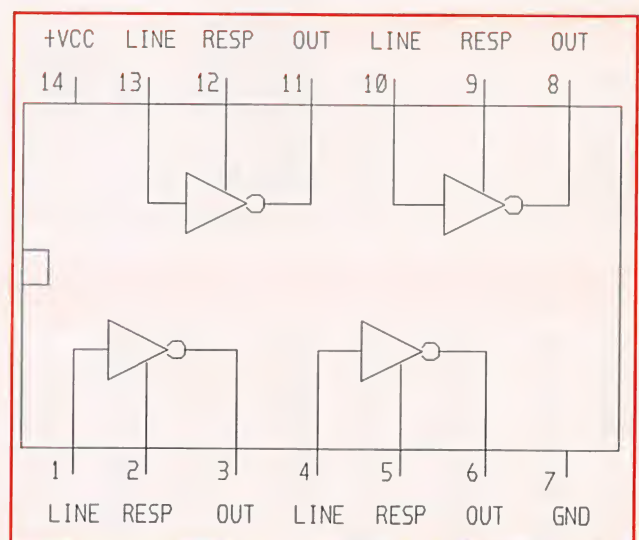 +VCC LINE RESP OUT LINE RESP OUT
14 13 12 11 10 9 8
1 2 3 4 5 6 7
LINE RESP OUT LINE RESP OUT GND